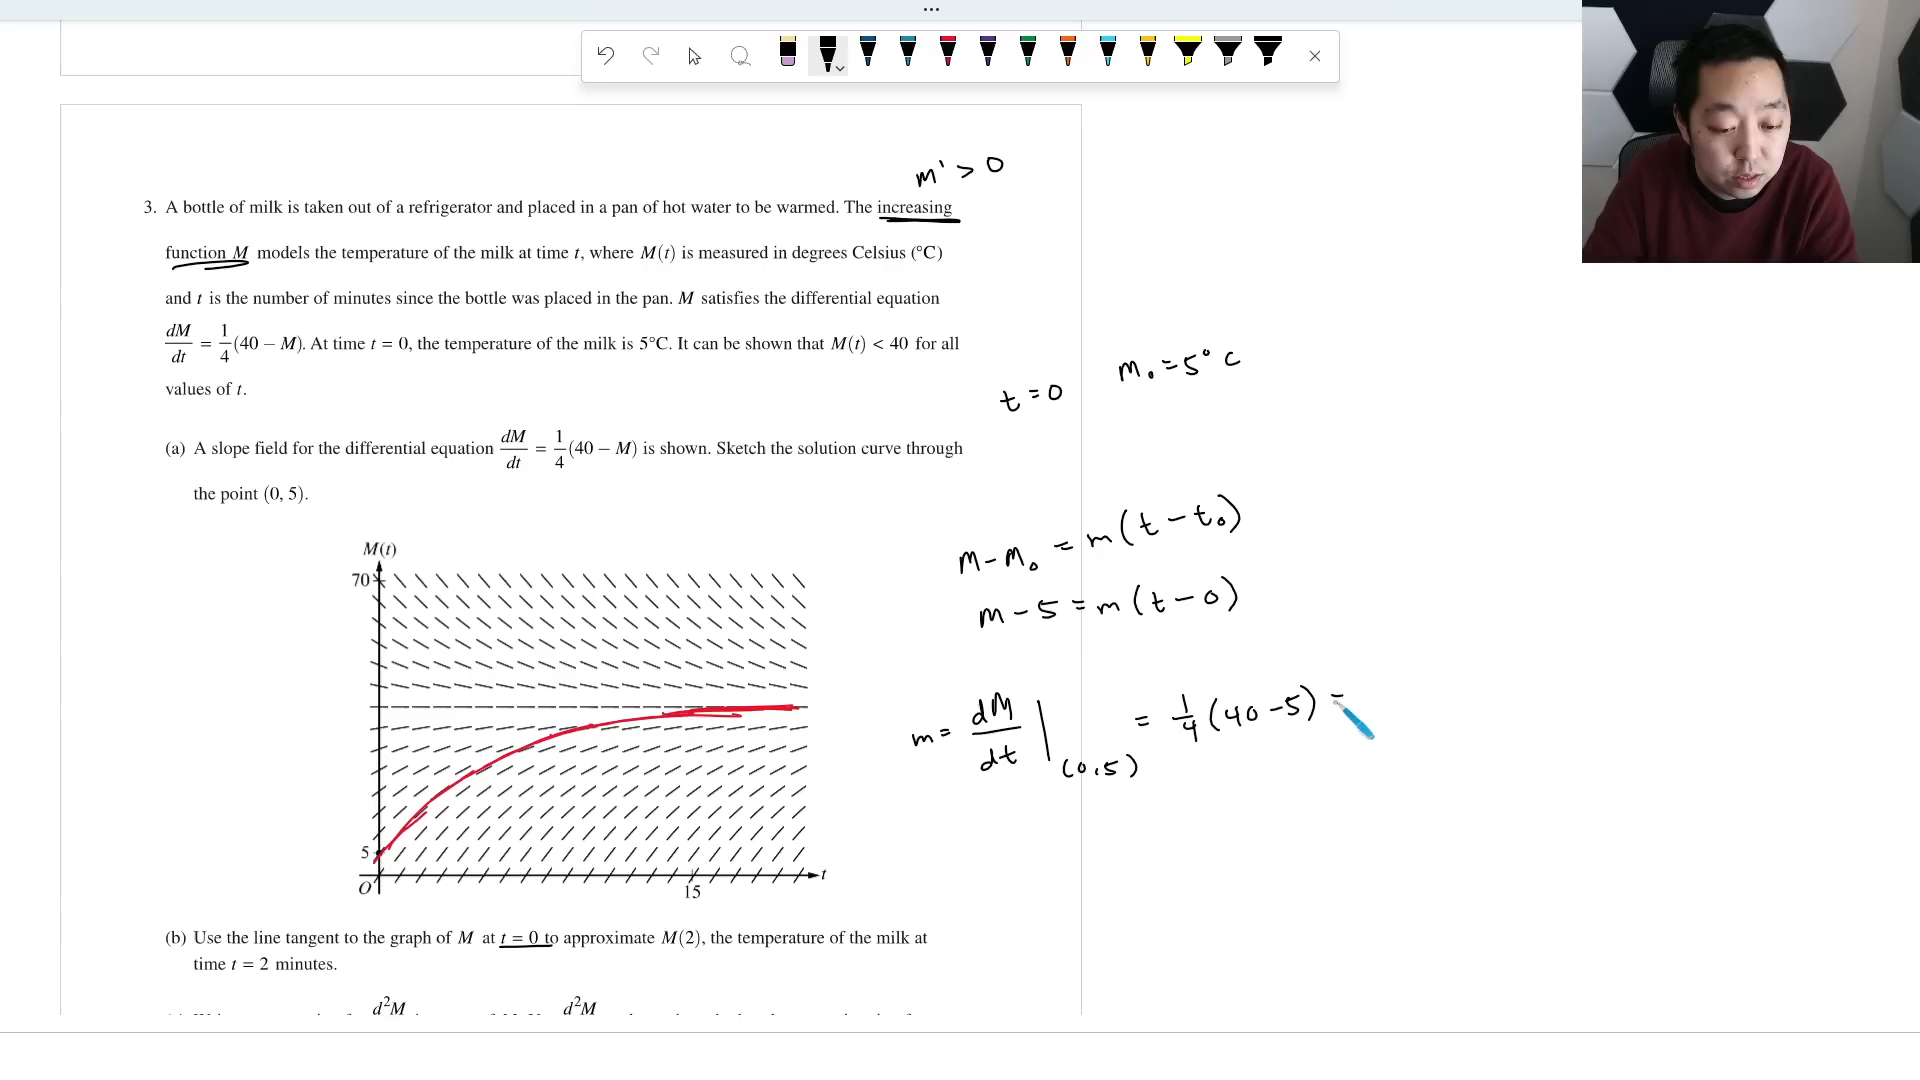 m' > 0
3. A bottle of milk is taken out of a refrigerator and placed in a pan of hot water to be warmed. The increasing
function M models the temperature of the milk at time t, where M(t) is measured in degrees Celsius (°C)
and t is the number of minutes since the bottle was placed in the pan. M satisfies the differential equation
dM/dt = 1/4(40 − M). At time t = 0, the temperature of the milk is 5°C. It can be shown that M(t) < 40 for all
values of t.
t = 0
m₀ = 5° C
(a) A slope field for the differential equation dM/dt = 1/4(40 − M) is shown. Sketch the solution curve through
the point (0, 5).
M(t)
70
5
O
15
t
M − M₀ = m(t − t₀)
M − 5 = m(t − 0)
m = dM/dt |(0,5) = 1/4(40 − 5) =
(b) Use the line tangent to the graph of M at t = 0 to approximate M(2), the temperature of the milk at
time t = 2 minutes.
d²M d²M